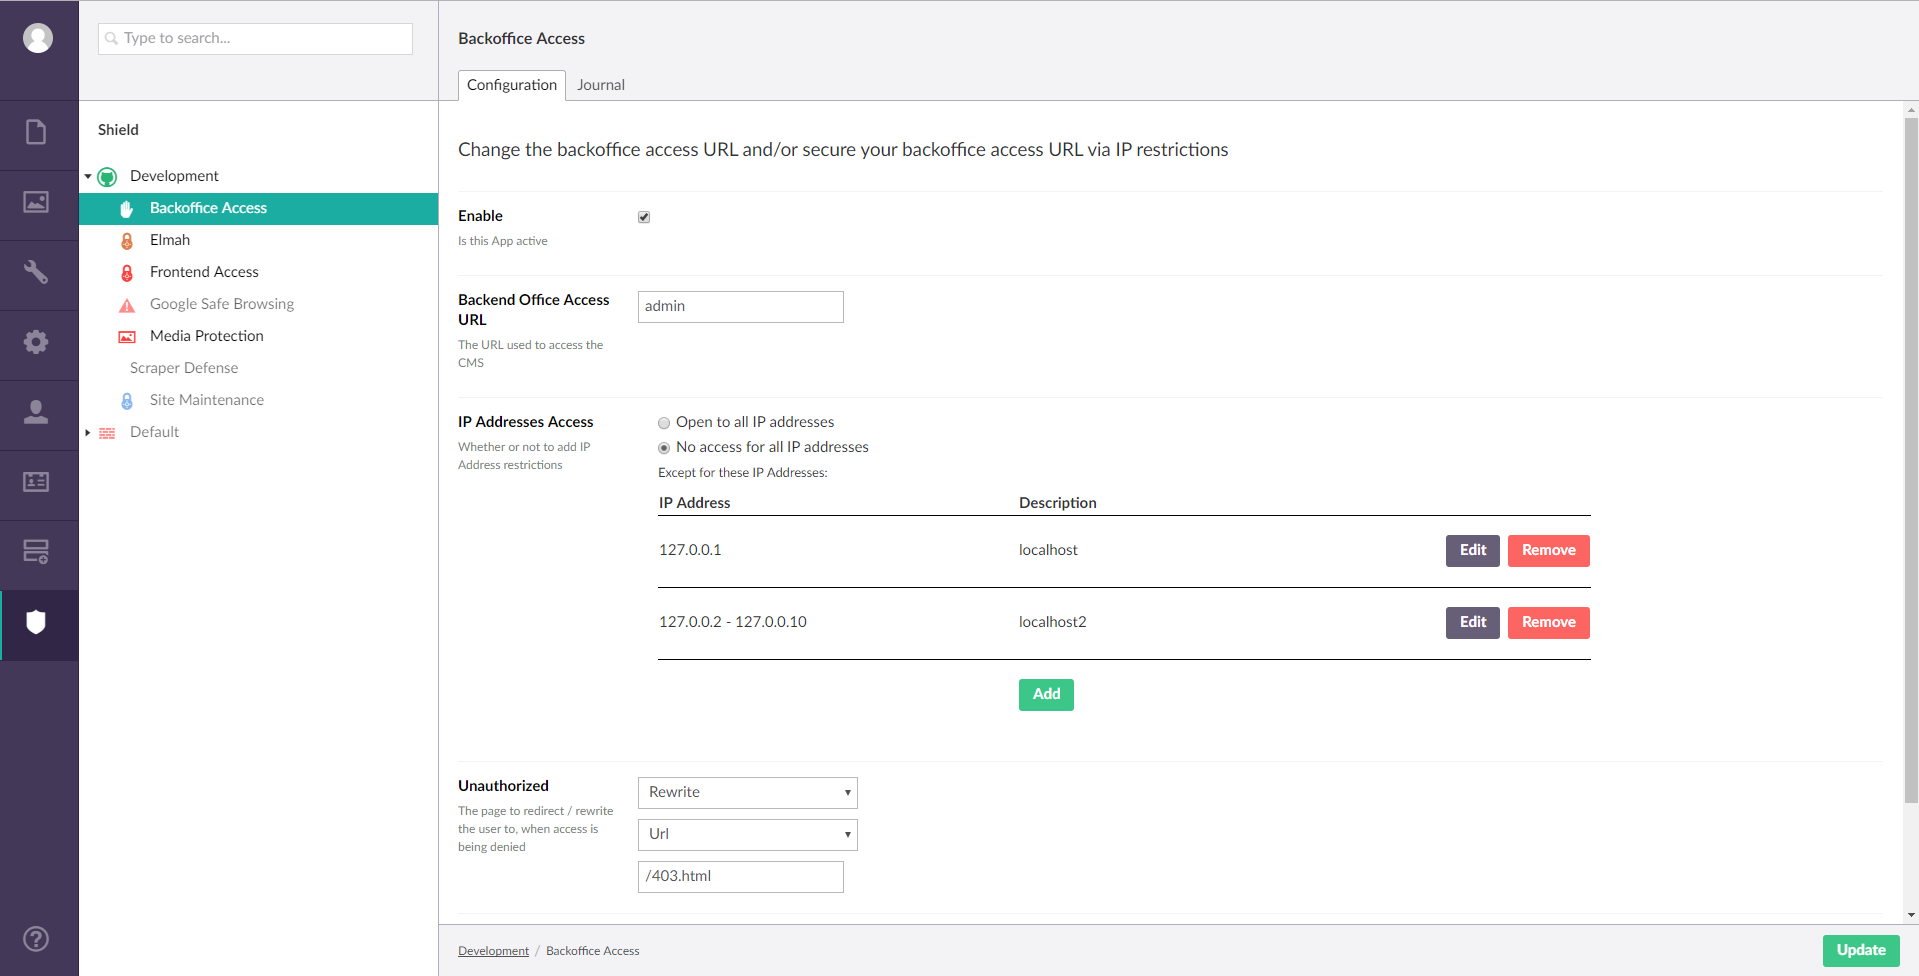 Type to search...
Backoffice Access
Configuration
Journal
Shield
Development
Backoffice Access
Elmah
Frontend Access
Google Safe Browsing
Media Protection
Scraper Defense
Site Maintenance
Default
Change the backoffice access URL and/or secure your backoffice access URL via IP restrictions
Enable
Is this App active
Backend Office Access
URL
The URL used to access the
CMS
admin
IP Addresses Access
Whether or not to add IP
Address restrictions
Open to all IP addresses
No access for all IP addresses
Except for these IP Addresses:
IP Address Description
127.0.0.1 localhost Edit Remove
127.0.0.2 - 127.0.0.10 localhost2 Edit Remove
Add
Unauthorized
The page to redirect / rewrite
the user to, when access is
being denied
Rewrite
Url
/403.html
Development / Backoffice Access
Update